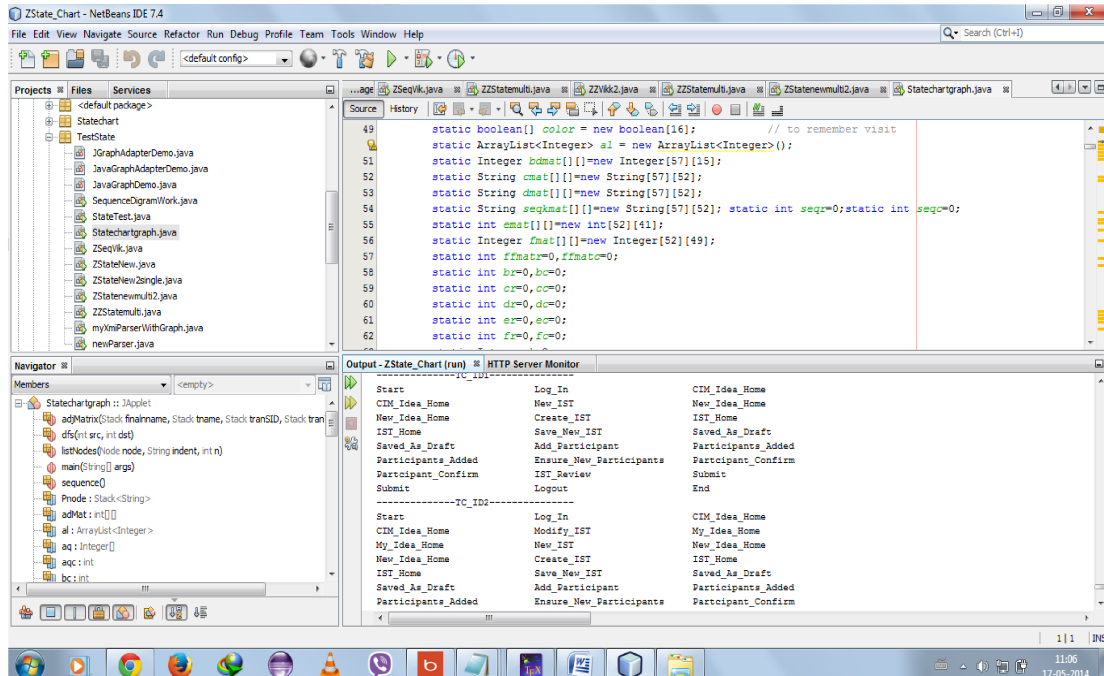 ZState_Chart - NetBeans IDE 7.4
File Edit View Navigate Source Refactor Run Debug Profile Team Tools Window Help
Search (Ctrl+I)
<default config>
Projects Files Services
<default package>
Statechart
TestState
JGraphAdapterDemo.java
JavaGraphAdapterDemo.java
JavaGraphDemo.java
SequenceDigramWork.java
StateTest.java
Statechartgraph.java
ZSeqVik.java
ZStateNew.java
ZStateNew2single.java
ZStatenewmulti2.java
ZZStatemulti.java
myXmiParserWithGraph.java
newParser.java
...age ZSeqVik.java ZZStatemulti.java ZZVikk2.java ZZStatemulti.java ZStatenewmulti2.java Statechartgraph.java
Source History
49 static boolean[] color = new boolean[16]; // to remember visit
static ArrayList<Integer> al = new ArrayList<Integer>();
51 static Integer bdmat[][]=new Integer[57][15];
52 static String cmat[][]=new String[57][52];
53 static String dmat[][]=new String[57][52];
54 static String seqkmat[][]=new String[57][52]; static int seqr=0;static int seqc=0;
55 static int emat[][]=new int[52][41];
56 static Integer fmat[][]=new Integer[52][49];
57 static int ffmatr=0,ffmatc=0;
58 static int br=0,bc=0;
59 static int cr=0,cc=0;
60 static int dr=0,dc=0;
61 static int er=0,ec=0;
62 static int fr=0,fc=0;
Navigator
Members <empty>
Statechartgraph :: JApplet
adjMatrix(Stack finalnname, Stack tname, Stack tranSID, Stack tran
dfs(int src, int dst)
listNodes(Node node, String indent, int n)
main(String[] args)
sequence()
Pnode : Stack<String>
adMat : int[][]
al : ArrayList<Integer>
aq : Integer[]
aqc : int
bc : int
Output - ZState_Chart (run) HTTP Server Monitor
--------------TC_ID1---------------
Start Log_In CIM_Idea_Home
CIM_Idea_Home New_IST New_Idea_Home
New_Idea_Home Create_IST IST_Home
IST_Home Save_New_IST Saved_As_Draft
Saved_As_Draft Add_Participant Participants_Added
Participants_Added Ensure_New_Participants Partcipant_Confirm
Partcipant_Confirm IST_Review Submit
Submit Logout End
--------------TC_ID2---------------
Start Log_In CIM_Idea_Home
CIM_Idea_Home Modify_IST My_Idea_Home
My_Idea_Home New_IST New_Idea_Home
New_Idea_Home Create_IST IST_Home
IST_Home Save_New_IST Saved_As_Draft
Saved_As_Draft Add_Participant Participants_Added
Participants_Added Ensure_New_Participants Partcipant_Confirm
1|1 INS
11:06
17-05-2014